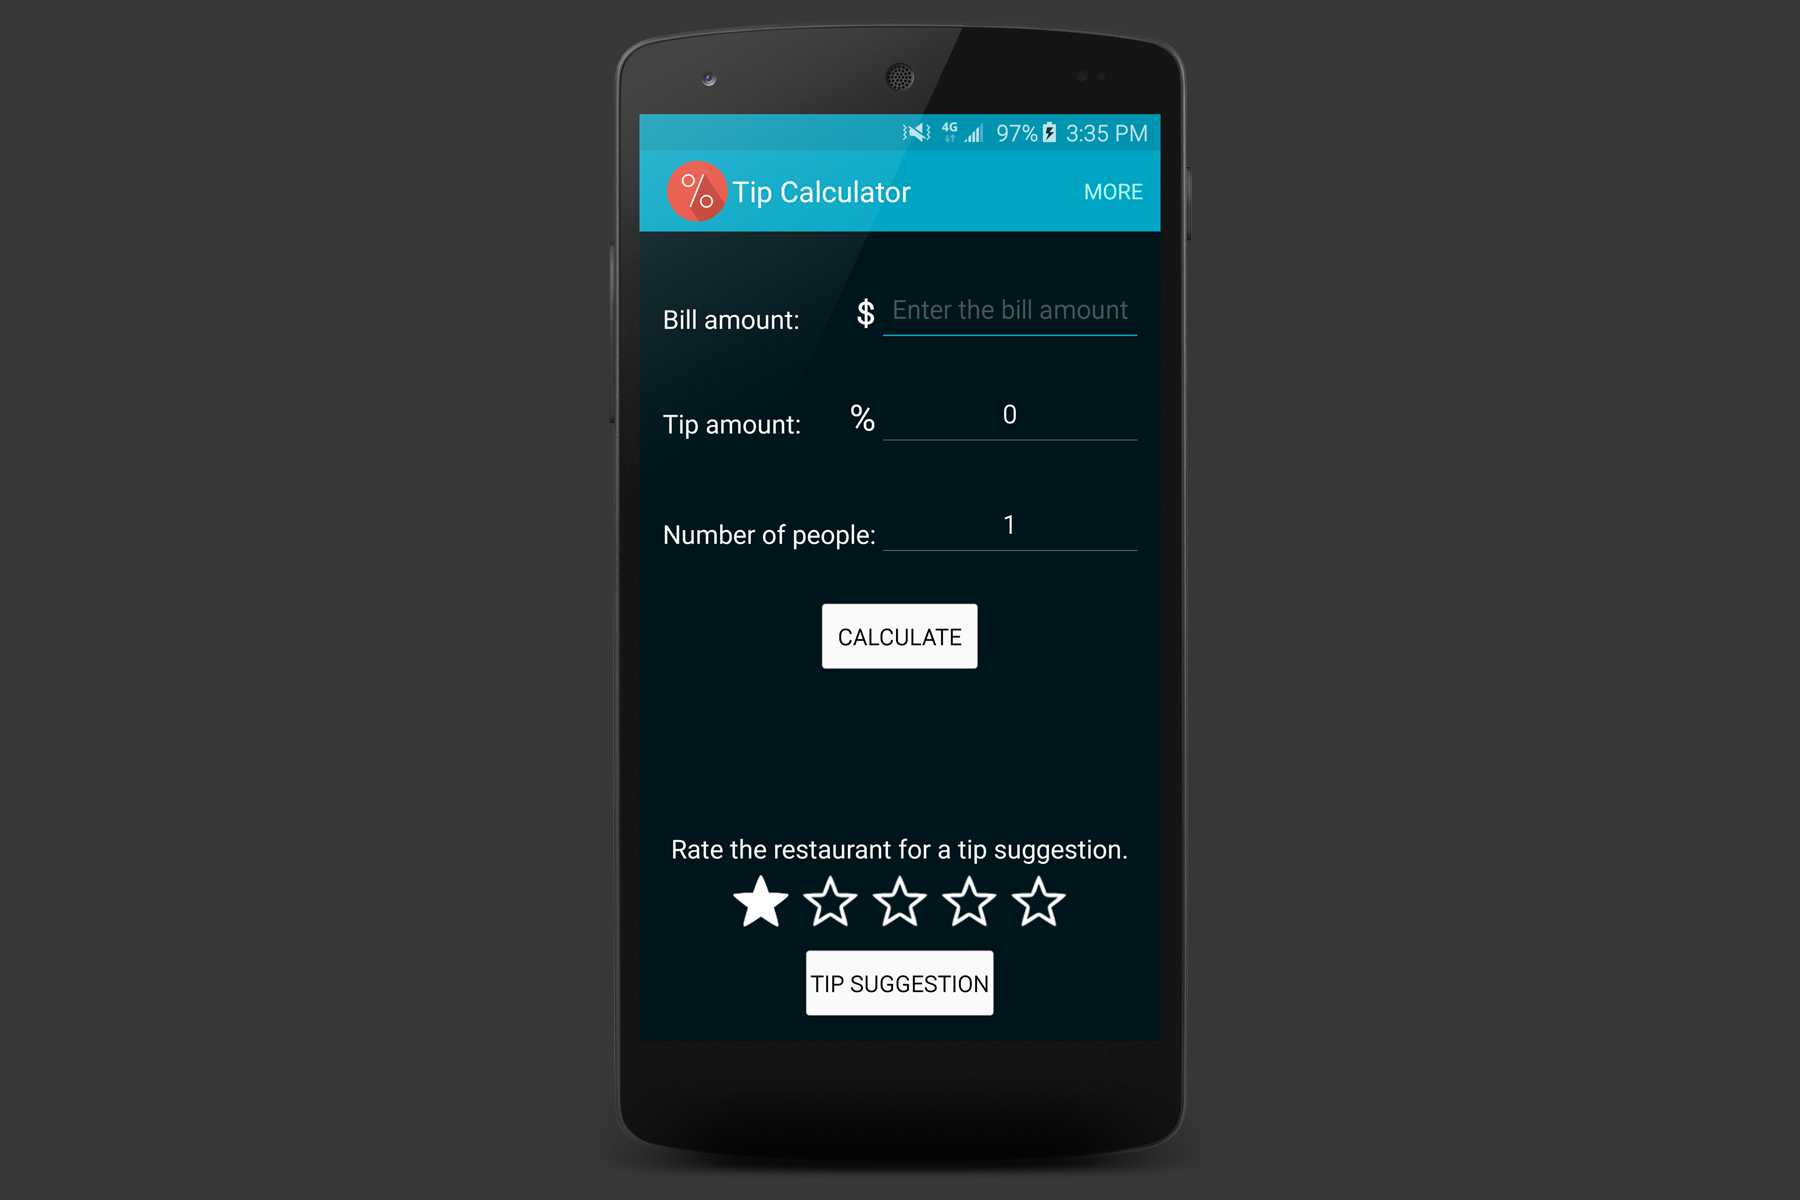 4G 97% 3:35 PM
% Tip Calculator MORE
Bill amount: $ Enter the bill amount
Tip amount: % 0
Number of people: 1
CALCULATE
Rate the restaurant for a tip suggestion.
TIP SUGGESTION